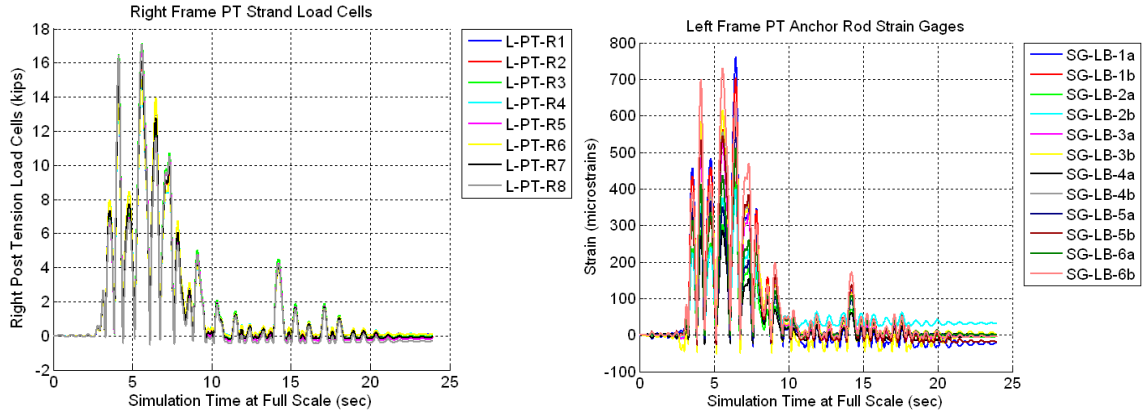 Right Frame PT Strand Load Cells
Right Post Tension Load Cells (kips)
18
16
14
12
10
8
6
4
2
0
-2
0 5 10 15 20 25
Simulation Time at Full Scale (sec)
L-PT-R1
L-PT-R2
L-PT-R3
L-PT-R4
L-PT-R5
L-PT-R6
L-PT-R7
L-PT-R8
Left Frame PT Anchor Rod Strain Gages
Strain (microstrains)
800
700
600
500
400
300
200
100
0
-100
0 5 10 15 20 25
Simulation Time at Full Scale (sec)
SG-LB-1a
SG-LB-1b
SG-LB-2a
SG-LB-2b
SG-LB-3a
SG-LB-3b
SG-LB-4a
SG-LB-4b
SG-LB-5a
SG-LB-5b
SG-LB-6a
SG-LB-6b